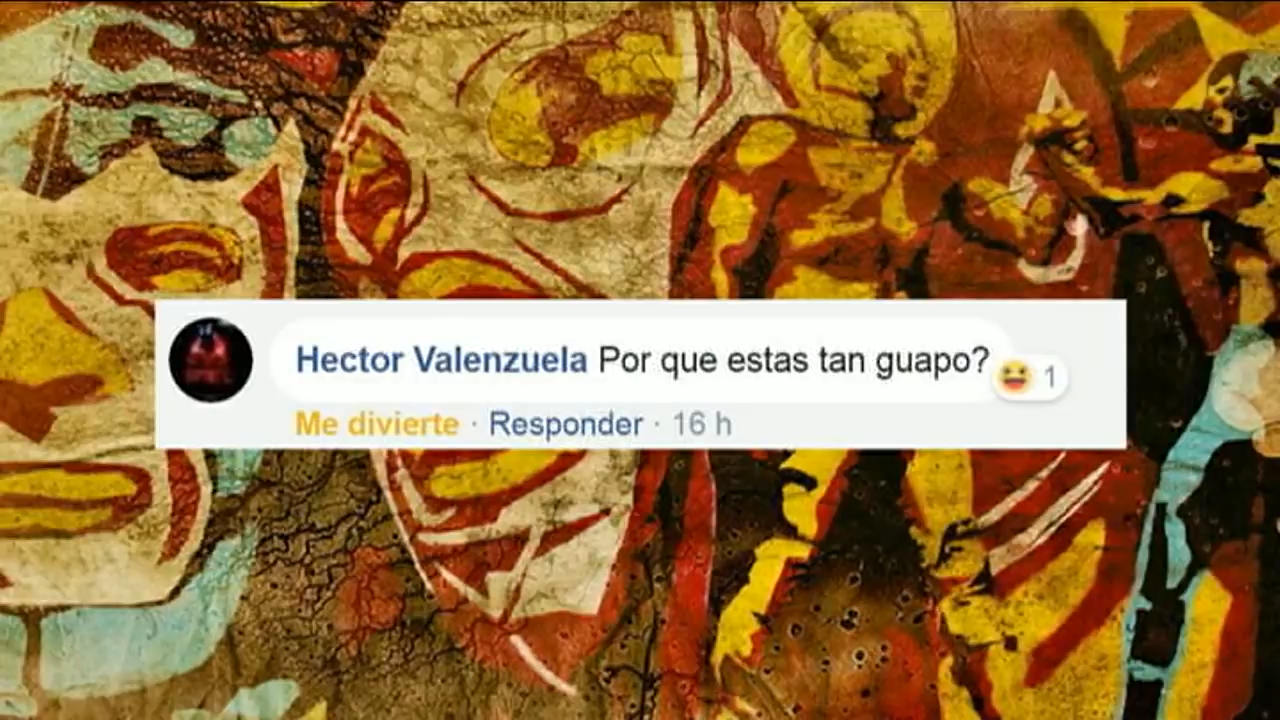 Hector Valenzuela Por que estas tan guapo?
1
Me divierte · Responder · 16 h